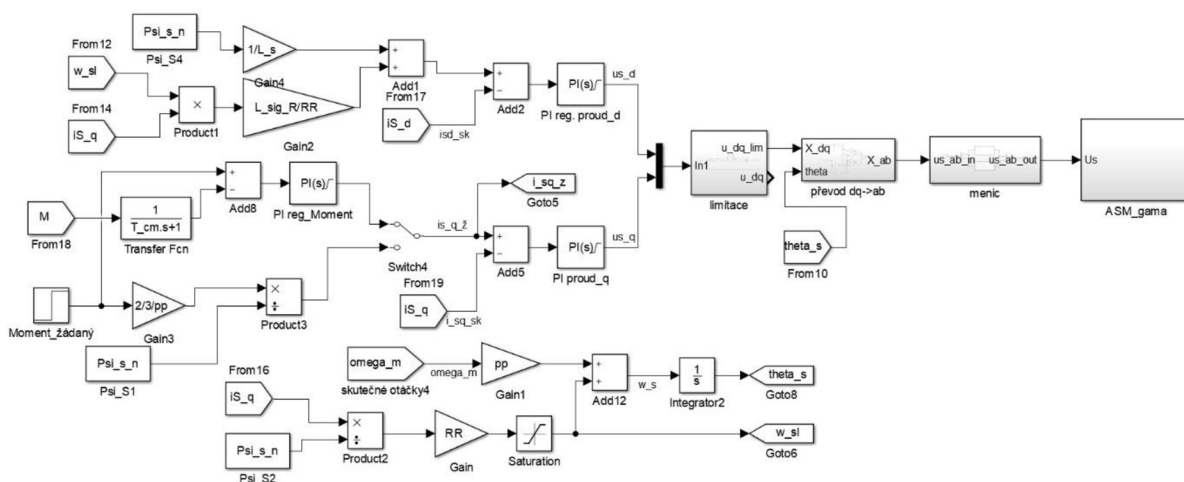 Psi_s_n
Psi_S4
1/L_s
Gain4
From12
w_sl
From14
iS_q
×
Product1
L_sig_R/RR
Gain2
+
+
Add1
From17
iS_d
isd_sk
+
−
Add2
PI(s)
PI reg. proud_d
us_d
M
From18
1
T_cm.s+1
Transfer Fcn
+
−
Add8
PI(s)
PI reg_Moment
Switch4
is_q_ž
i_sq_z
Goto5
From19
iS_q
i_sq_sk
+
−
Add5
PI(s)
PI proud_q
us_q
In1
u_dq_lim
u_dq
limitace
X_dq
theta
X_ab
převod dq->ab
theta_s
From10
us_ab_in
us_ab_out
menic
Us
ASM_gama
Moment_žádaný
2/3/pp
Gain3
Psi_s_n
Psi_S1
×
÷
Product3
omega_m
skutečné otáčky4
omega_m
pp
Gain1
+
+
Add12
w_s
1
s
Integrator2
theta_s
Goto8
From16
iS_q
Psi_s_n
Psi_S2
×
÷
Product2
RR
Gain
Saturation
w_sl
Goto6